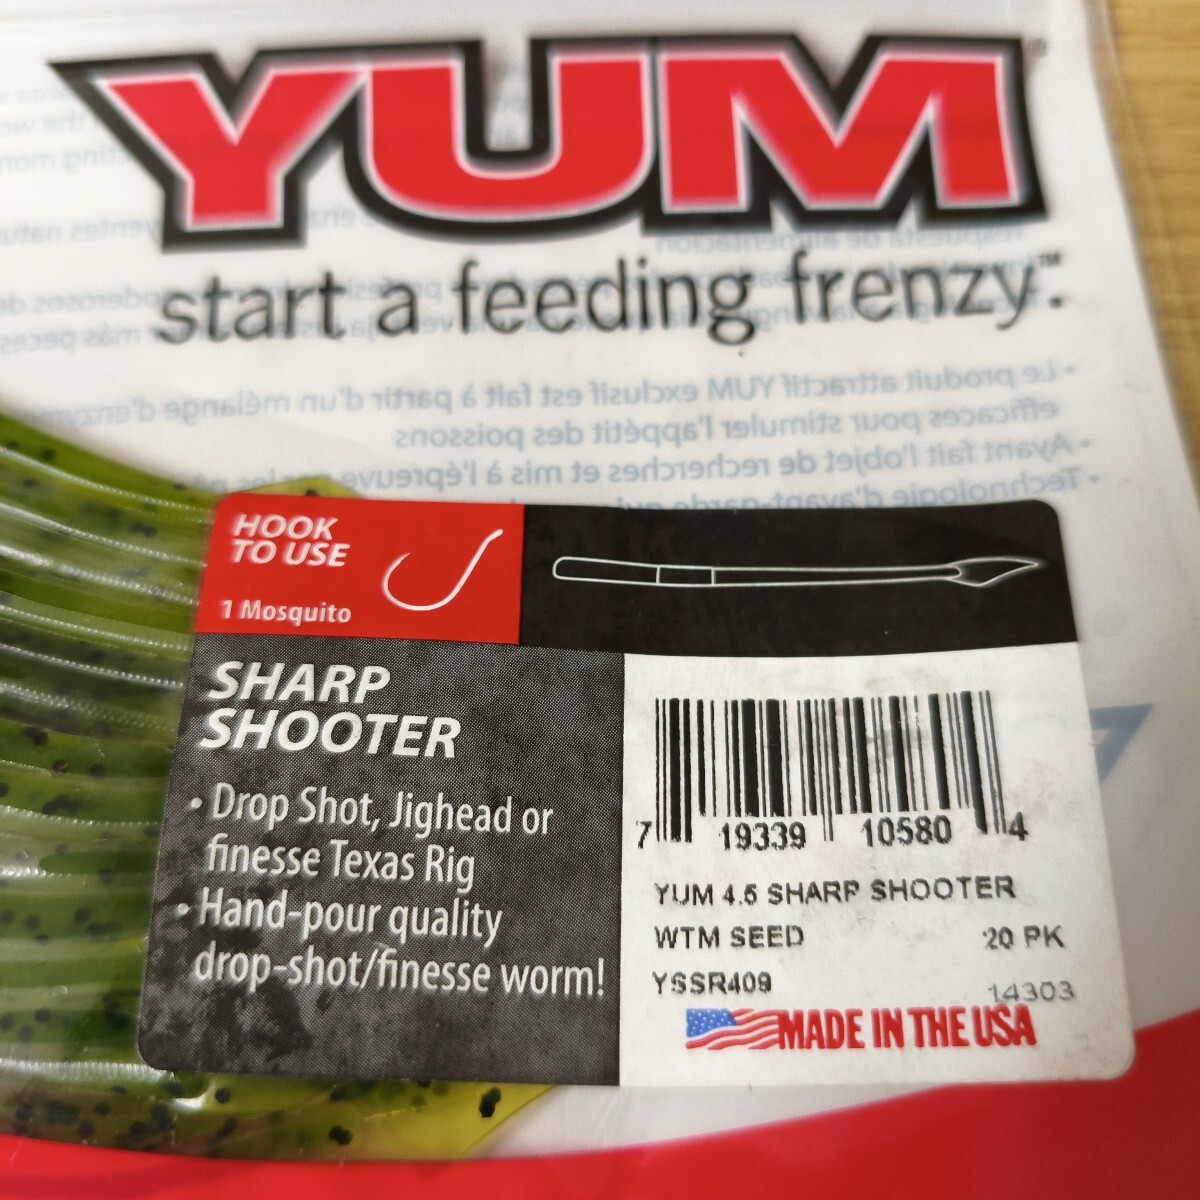 YUM®
start a feeding frenzy.™
• Le produit attractif YUM exclusif est fait à partir d'un mélange d'enzymes
efficaces pour stimuler l'appétit des poissons
• Ayant fait l'objet de recherches et mis à l'épreuve
• Technologie d'avant-garde qui
HOOK
TO USE
1 Mosquito
SHARP
SHOOTER
• Drop Shot, Jighead or
finesse Texas Rig
• Hand-pour quality
drop-shot/finesse worm!
7 19339 10580 4
YUM 4.5 SHARP SHOOTER
WTM SEED 20 PK
YSSR409
14303
MADE IN THE USA